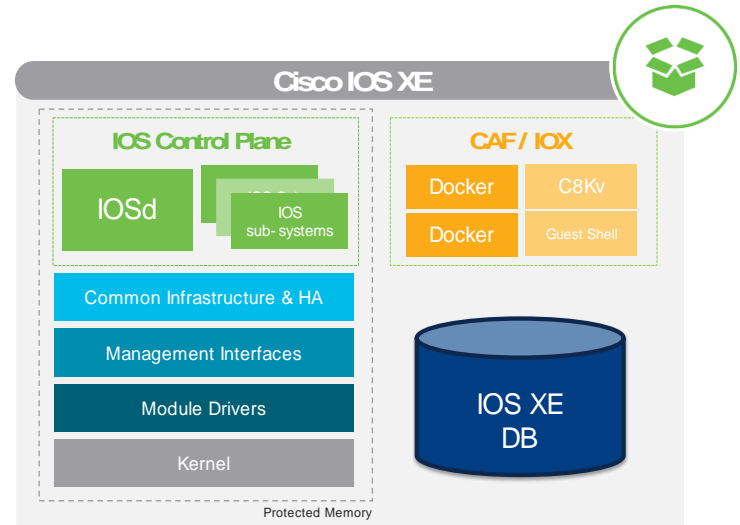 Cisco IOS XE
IOS Control Plane
IOSd
IOS
sub- systems
CAF / IOX
Docker
C8Kv
Docker
Guest Shell
Common Infrastructure & HA
Management Interfaces
Module Drivers
Kernel
IOS XE
DB
Protected Memory